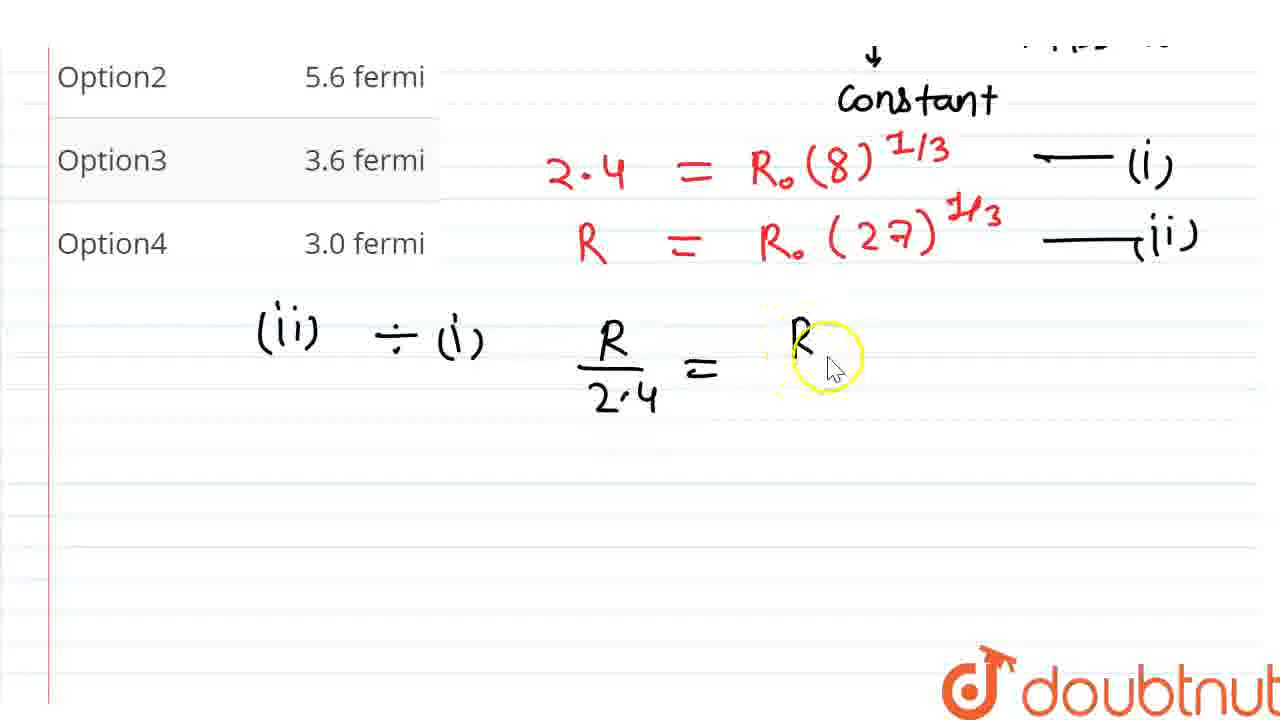 Option2 5.6 fermi
Constant
Option3 3.6 fermi
2.4 = R₀ (8)^1/3 — (i)
Option4 3.0 fermi
R = R₀ (27)^1/3 — (ii)
(ii) ÷ (i) R/2.4 = R
doubtnut